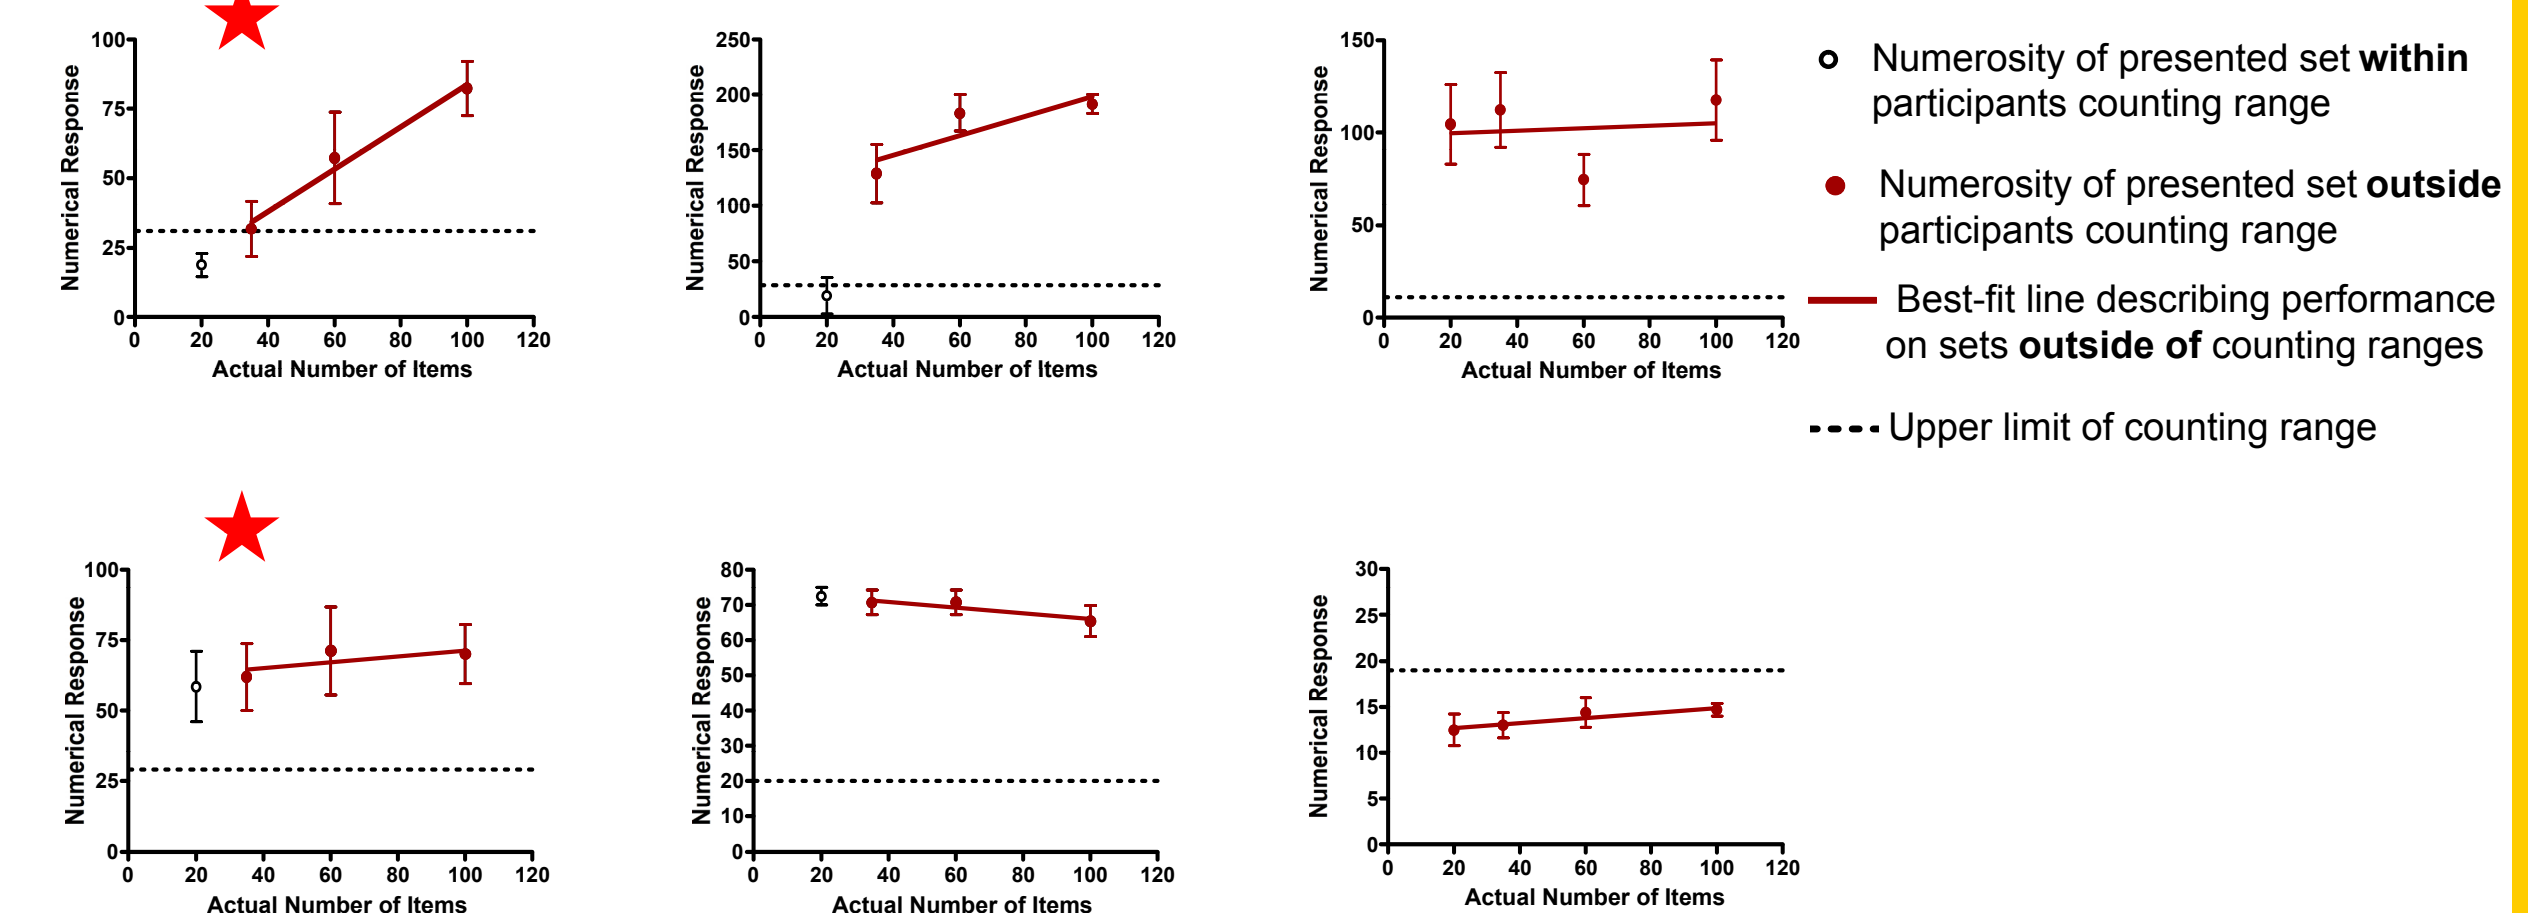 100
75
50
25
0
0 20 40 60 80 100 120
Numerical Response
Actual Number of Items
250
200
150
100
50
0
0 20 40 60 80 100 120
Numerical Response
Actual Number of Items
150
100
50
0
0 20 40 60 80 100 120
Numerical Response
Actual Number of Items
Numerosity of presented set within
participants counting range
Numerosity of presented set outside
participants counting range
Best-fit line describing performance
on sets outside of counting ranges
Upper limit of counting range
100
75
50
25
0
0 20 40 60 80 100 120
Numerical Response
Actual Number of Items
80
70
60
50
40
30
20
10
0
0 20 40 60 80 100 120
Numerical Response
Actual Number of Items
30
25
20
15
10
5
0
0 20 40 60 80 100 120
Numerical Response
Actual Number of Items